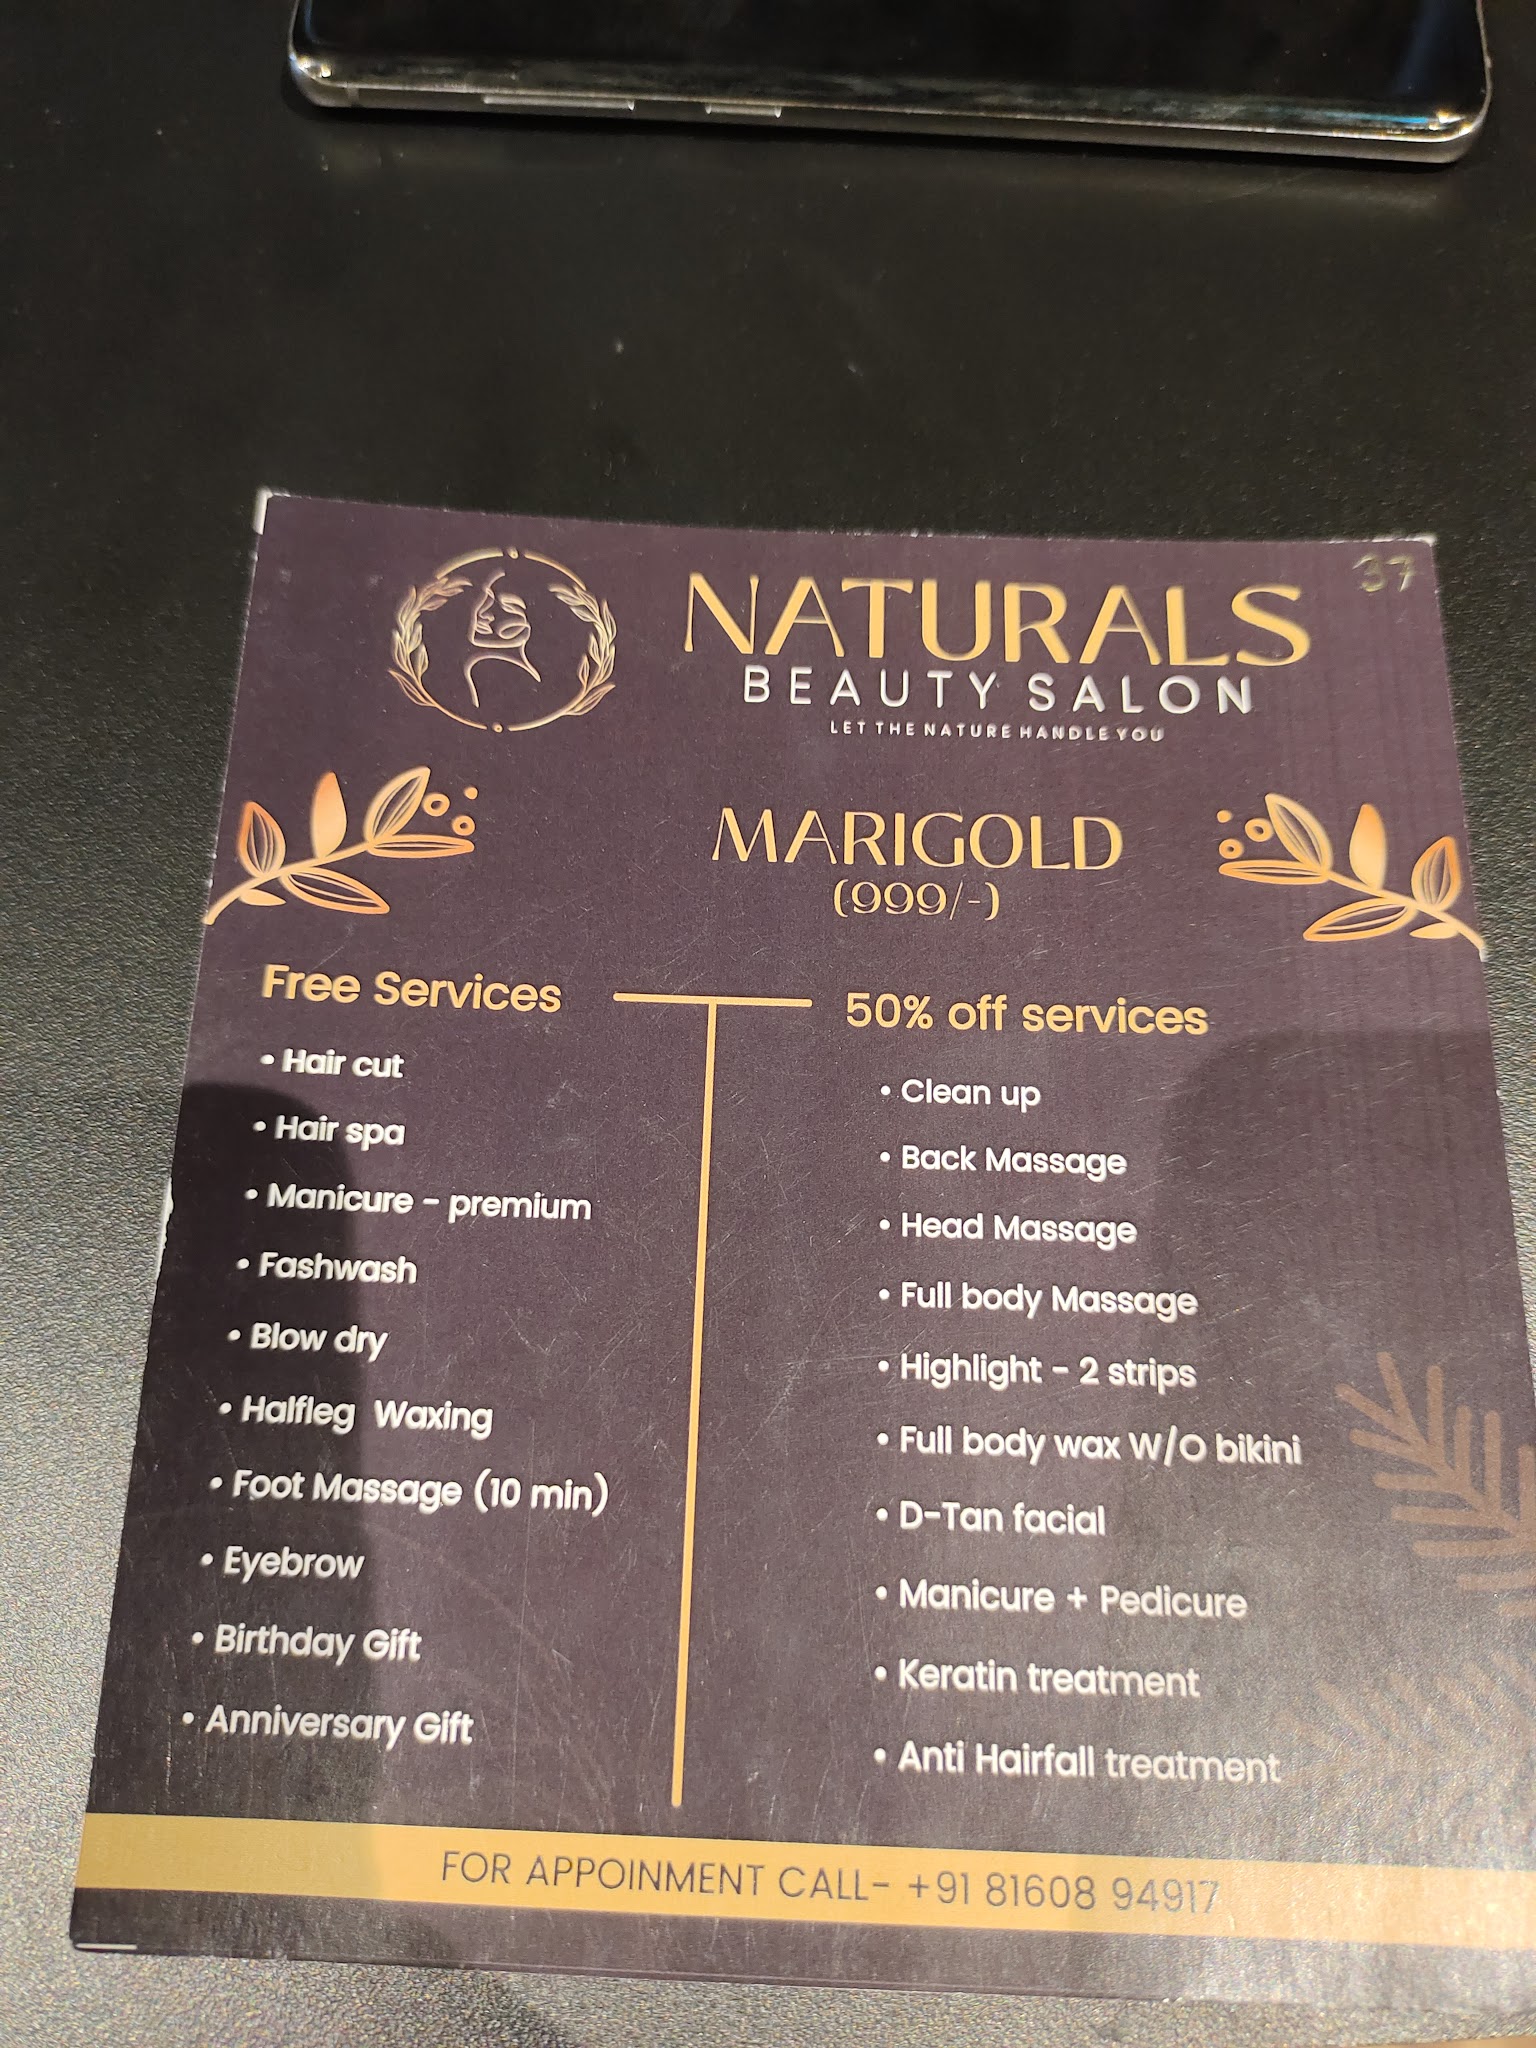 37
NATURALS
BEAUTY SALON
LET THE NATURE HANDLE YOU
MARIGOLD
(999/-)
Free Services
• Hair cut
• Hair spa
• Manicure - premium
• Fashwash
• Blow dry
• Halfleg Waxing
• Foot Massage (10 min)
• Eyebrow
• Birthday Gift
• Anniversary Gift
50% off services
• Clean up
• Back Massage
• Head Massage
• Full body Massage
• Highlight - 2 strips
• Full body wax W/O bikini
• D-Tan facial
• Manicure + Pedicure
• Keratin treatment
• Anti Hairfall treatment
FOR APPOINMENT CALL- +91 81608 94917